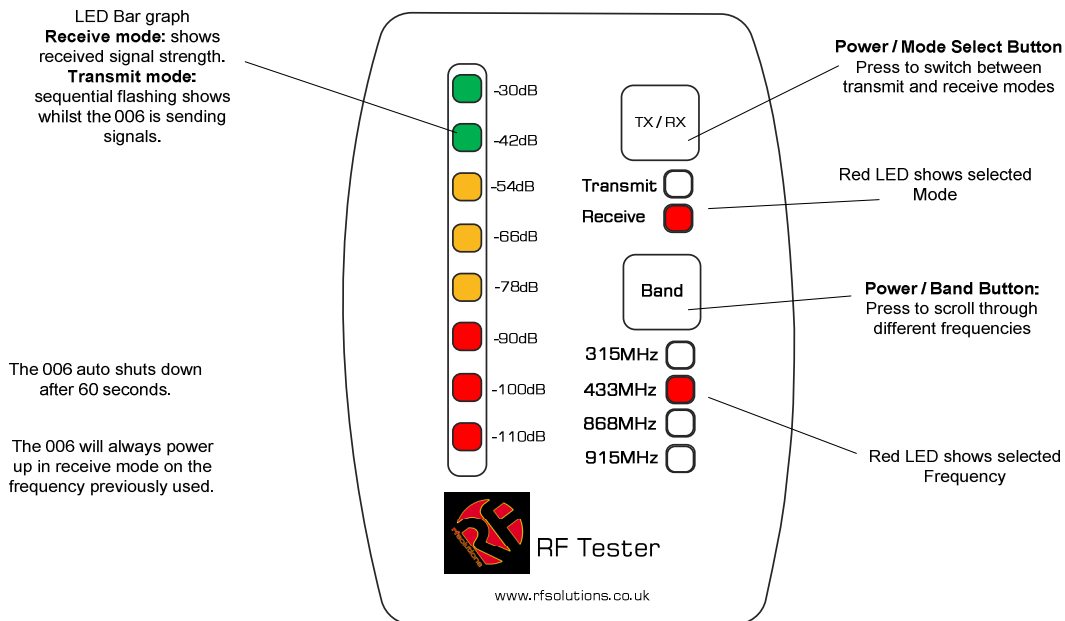 LED Bar graph
Receive mode: shows
received signal strength.
Transmit mode:
sequential flashing shows
whilst the 006 is sending
signals.
The 006 auto shuts down
after 60 seconds.
The 006 will always power
up in receive mode on the
frequency previously used.
-30dB
-42dB
-54dB
-66dB
-78dB
-90dB
-100dB
-110dB
TX / RX
Transmit
Receive
Band
315MHz
433MHz
868MHz
915MHz
Power / Mode Select Button
Press to switch between
transmit and receive modes
Red LED shows selected
Mode
Power / Band Button:
Press to scroll through
different frequencies
Red LED shows selected
Frequency
RF
rfsolutions
RF Tester
www.rfsolutions.co.uk